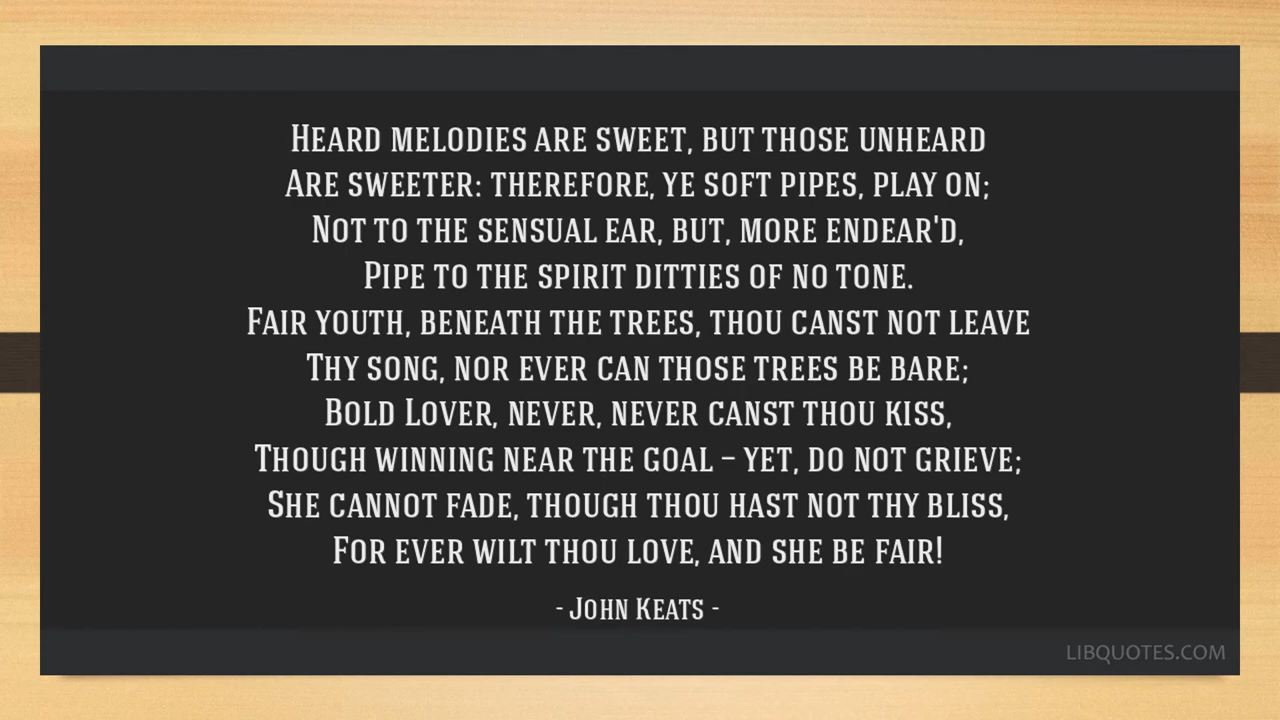 Heard melodies are sweet, but those unheard
Are sweeter: therefore, ye soft pipes, play on;
Not to the sensual ear, but, more endear'd,
Pipe to the spirit ditties of no tone.
Fair youth, beneath the trees, thou canst not leave
Thy song, nor ever can those trees be bare;
Bold Lover, never, never canst thou kiss,
Though winning near the goal – yet, do not grieve;
She cannot fade, though thou hast not thy bliss,
For ever wilt thou love, and she be fair!
- John Keats -
LIBQUOTES.COM